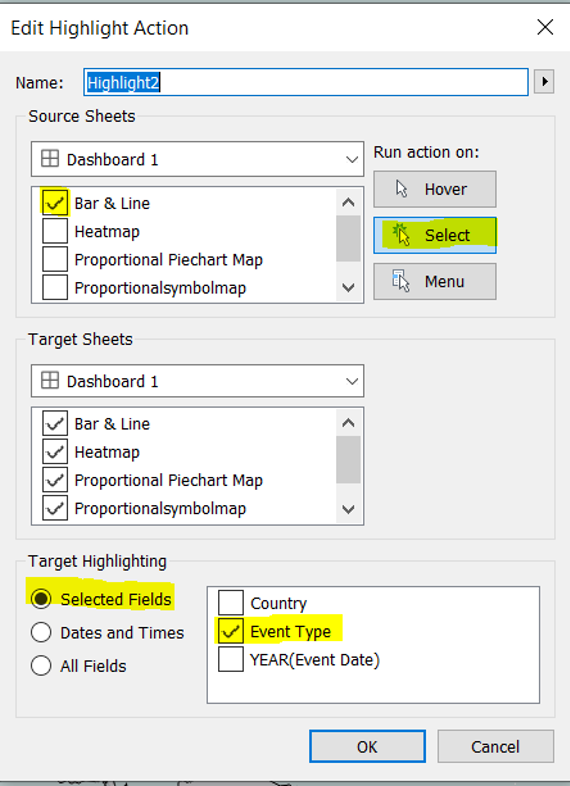 Edit Highlight Action
Name: Highlight2
Source Sheets
Dashboard 1
Run action on:
Bar & Line
Hover
Heatmap
Select
Proportional Piechart Map
Menu
Proportionalsymbolmap
Target Sheets
Dashboard 1
Bar & Line
Heatmap
Proportional Piechart Map
Proportionalsymbolmap
Target Highlighting
Selected Fields
Country
Dates and Times
Event Type
All Fields
YEAR(Event Date)
OK Cancel